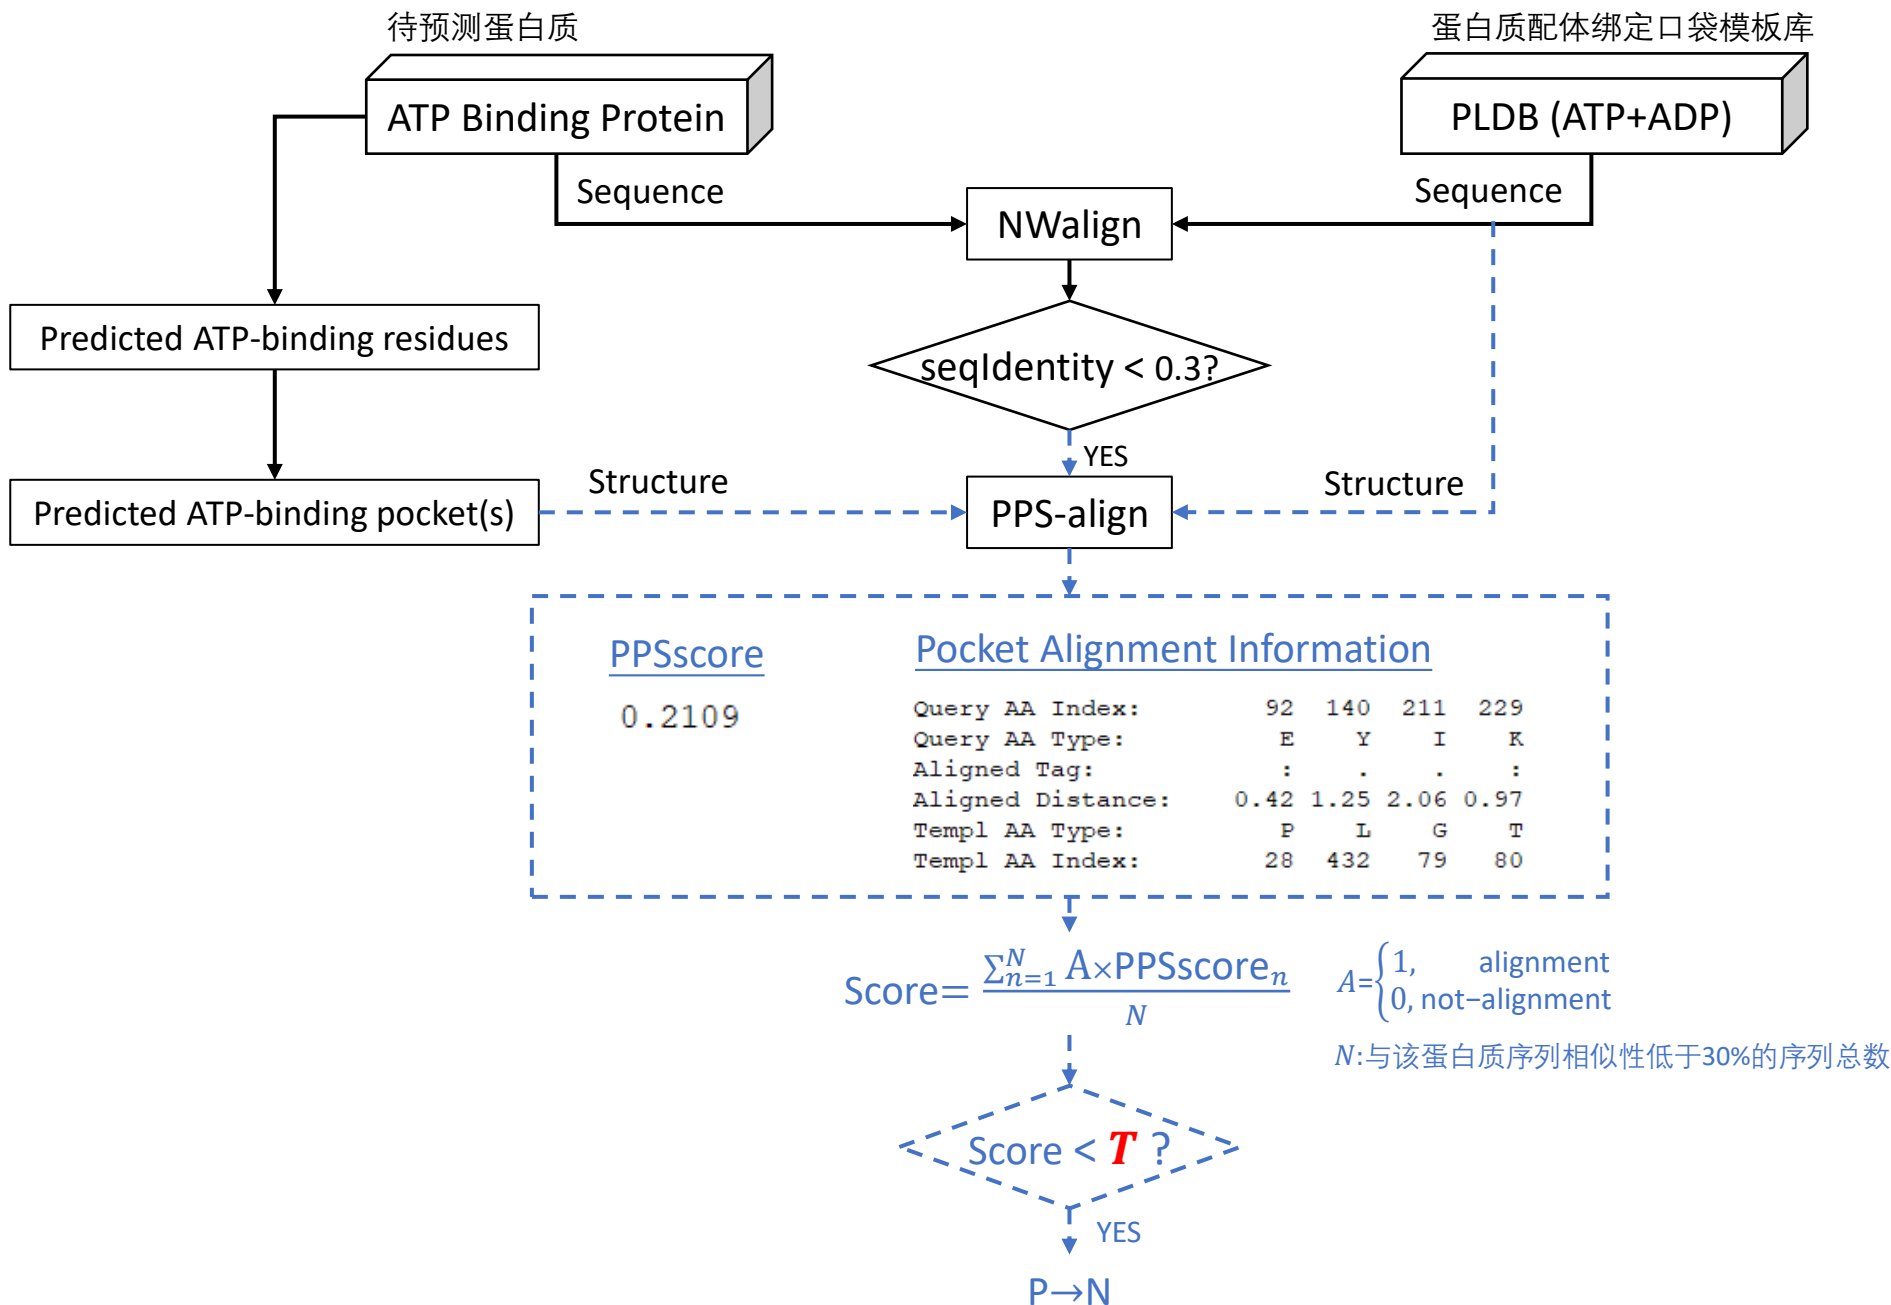 待预测蛋白质
蛋白质配体绑定口袋模板库
ATP Binding Protein
PLDB (ATP+ADP)
Sequence
Sequence
NWalign
Predicted ATP-binding residues
seqIdentity < 0.3?
YES
Structure
Structure
Predicted ATP-binding pocket(s)
PPS-align
PPSscore
Pocket Alignment Information
0.2109
Query AA Index: 92 140 211 229
Query AA Type: E Y I K
Aligned Tag: : . . :
Aligned Distance: 0.42 1.25 2.06 0.97
Templ AA Type: P L G T
Templ AA Index: 28 432 79 80
Score= \frac{\sum_{n=1}^{N} A×PPSscore_n}{N}
A={1, alignment
0, not−alignment
N:与该蛋白质序列相似性低于30%的序列总数
Score < T ?
YES
P→N